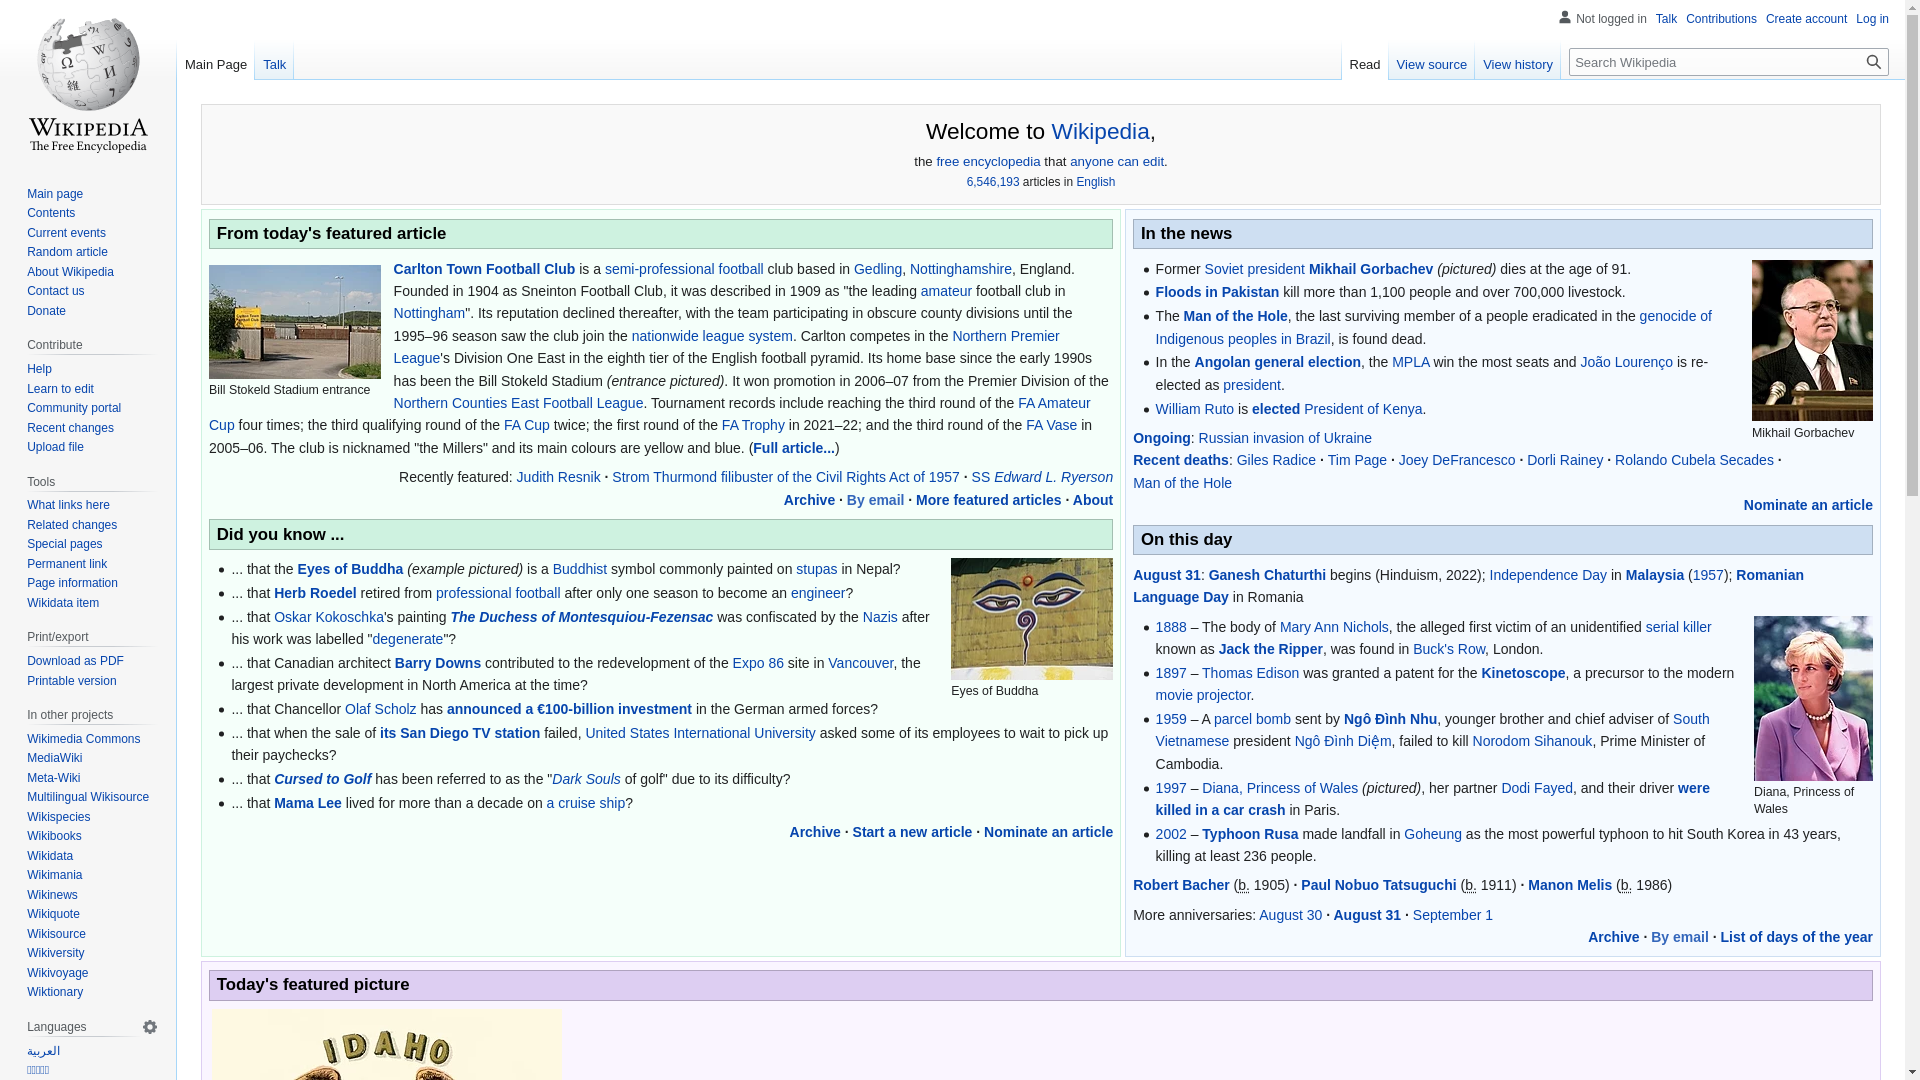 Not logged in Talk Contributions Create account Log in
Main Page Talk
Read View source View history Search Wikipedia
WIKIPEDIA
The Free Encyclopedia
Main page
Contents
Current events
Random article
About Wikipedia
Contact us
Donate
Contribute
Help
Learn to edit
Community portal
Recent changes
Upload file
Tools
What links here
Related changes
Special pages
Permanent link
Page information
Wikidata item
Print/export
Download as PDF
Printable version
In other projects
Wikimedia Commons
MediaWiki
Meta-Wiki
Multilingual Wikisource
Wikispecies
Wikibooks
Wikidata
Wikimania
Wikinews
Wikiquote
Wikisource
Wikiversity
Wikivoyage
Wiktionary
Languages
العربية
Welcome to Wikipedia,
the free encyclopedia that anyone can edit.
6,546,193 articles in English
From today's featured article
Bill Stokeld Stadium entrance
Carlton Town Football Club is a semi-professional football club based in Gedling, Nottinghamshire, England.
Founded in 1904 as Sneinton Football Club, it was described in 1909 as "the leading amateur football club in
Nottingham". Its reputation declined thereafter, with the team participating in obscure county divisions until the
1995–96 season saw the club join the nationwide league system. Carlton competes in the Northern Premier
League's Division One East in the eighth tier of the English football pyramid. Its home base since the early 1990s
has been the Bill Stokeld Stadium (entrance pictured). It won promotion in 2006–07 from the Premier Division of the
Northern Counties East Football League. Tournament records include reaching the third round of the FA Amateur
Cup four times; the third qualifying round of the FA Cup twice; the first round of the FA Trophy in 2021–22; and the third round of the FA Vase in
2005–06. The club is nicknamed "the Millers" and its main colours are yellow and blue. (Full article...)
Recently featured: Judith Resnik · Strom Thurmond filibuster of the Civil Rights Act of 1957 · SS Edward L. Ryerson
Archive · By email · More featured articles · About
Did you know ...
... that the Eyes of Buddha (example pictured) is a Buddhist symbol commonly painted on stupas in Nepal?
... that Herb Roedel retired from professional football after only one season to become an engineer?
... that Oskar Kokoschka's painting The Duchess of Montesquiou-Fezensac was confiscated by the Nazis after
his work was labelled "degenerate"?
... that Canadian architect Barry Downs contributed to the redevelopment of the Expo 86 site in Vancouver, the
largest private development in North America at the time?
... that Chancellor Olaf Scholz has announced a €100-billion investment in the German armed forces?
... that when the sale of its San Diego TV station failed, United States International University asked some of its employees to wait to pick up
their paychecks?
... that Cursed to Golf has been referred to as the "Dark Souls of golf" due to its difficulty?
... that Mama Lee lived for more than a decade on a cruise ship?
Eyes of Buddha
Archive · Start a new article · Nominate an article
In the news
Former Soviet president Mikhail Gorbachev (pictured) dies at the age of 91.
Floods in Pakistan kill more than 1,100 people and over 700,000 livestock.
The Man of the Hole, the last surviving member of a people eradicated in the genocide of
Indigenous peoples in Brazil, is found dead.
In the Angolan general election, the MPLA win the most seats and João Lourenço is re-
elected as president.
William Ruto is elected President of Kenya.
Mikhail Gorbachev
Ongoing: Russian invasion of Ukraine
Recent deaths: Giles Radice · Tim Page · Joey DeFrancesco · Dorli Rainey · Rolando Cubela Secades ·
Man of the Hole
Nominate an article
On this day
August 31: Ganesh Chaturthi begins (Hinduism, 2022); Independence Day in Malaysia (1957); Romanian
Language Day in Romania
1888 – The body of Mary Ann Nichols, the alleged first victim of an unidentified serial killer
known as Jack the Ripper, was found in Buck's Row, London.
1897 – Thomas Edison was granted a patent for the Kinetoscope, a precursor to the modern
movie projector.
1959 – A parcel bomb sent by Ngô Đình Nhu, younger brother and chief adviser of South
Vietnamese president Ngô Đình Diệm, failed to kill Norodom Sihanouk, Prime Minister of
Cambodia.
1997 – Diana, Princess of Wales (pictured), her partner Dodi Fayed, and their driver were
killed in a car crash in Paris.
2002 – Typhoon Rusa made landfall in Goheung as the most powerful typhoon to hit South Korea in 43 years,
killing at least 236 people.
Diana, Princess of
Wales
Robert Bacher (b. 1905) · Paul Nobuo Tatsuguchi (b. 1911) · Manon Melis (b. 1986)
More anniversaries: August 30 · August 31 · September 1
Archive · By email · List of days of the year
Today's featured picture
IDAHO